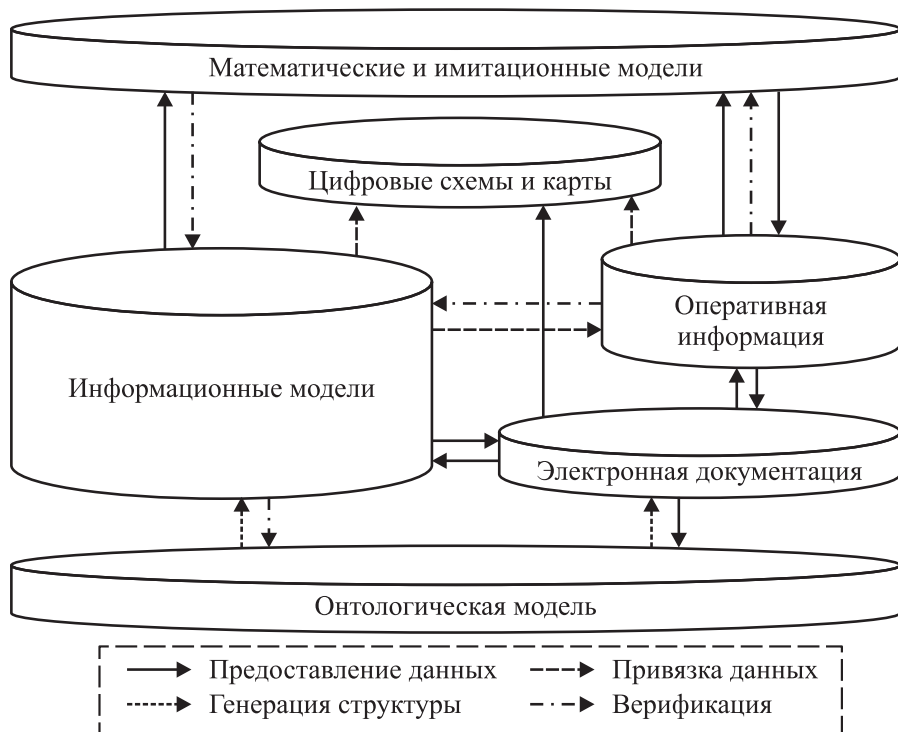 Математические и имитационные модели
Цифровые схемы и карты
Оперативная
информация
Информационные модели
Электронная документация
Онтологическая модель
Предоставление данных
Привязка данных
Генерация структуры
Верификация